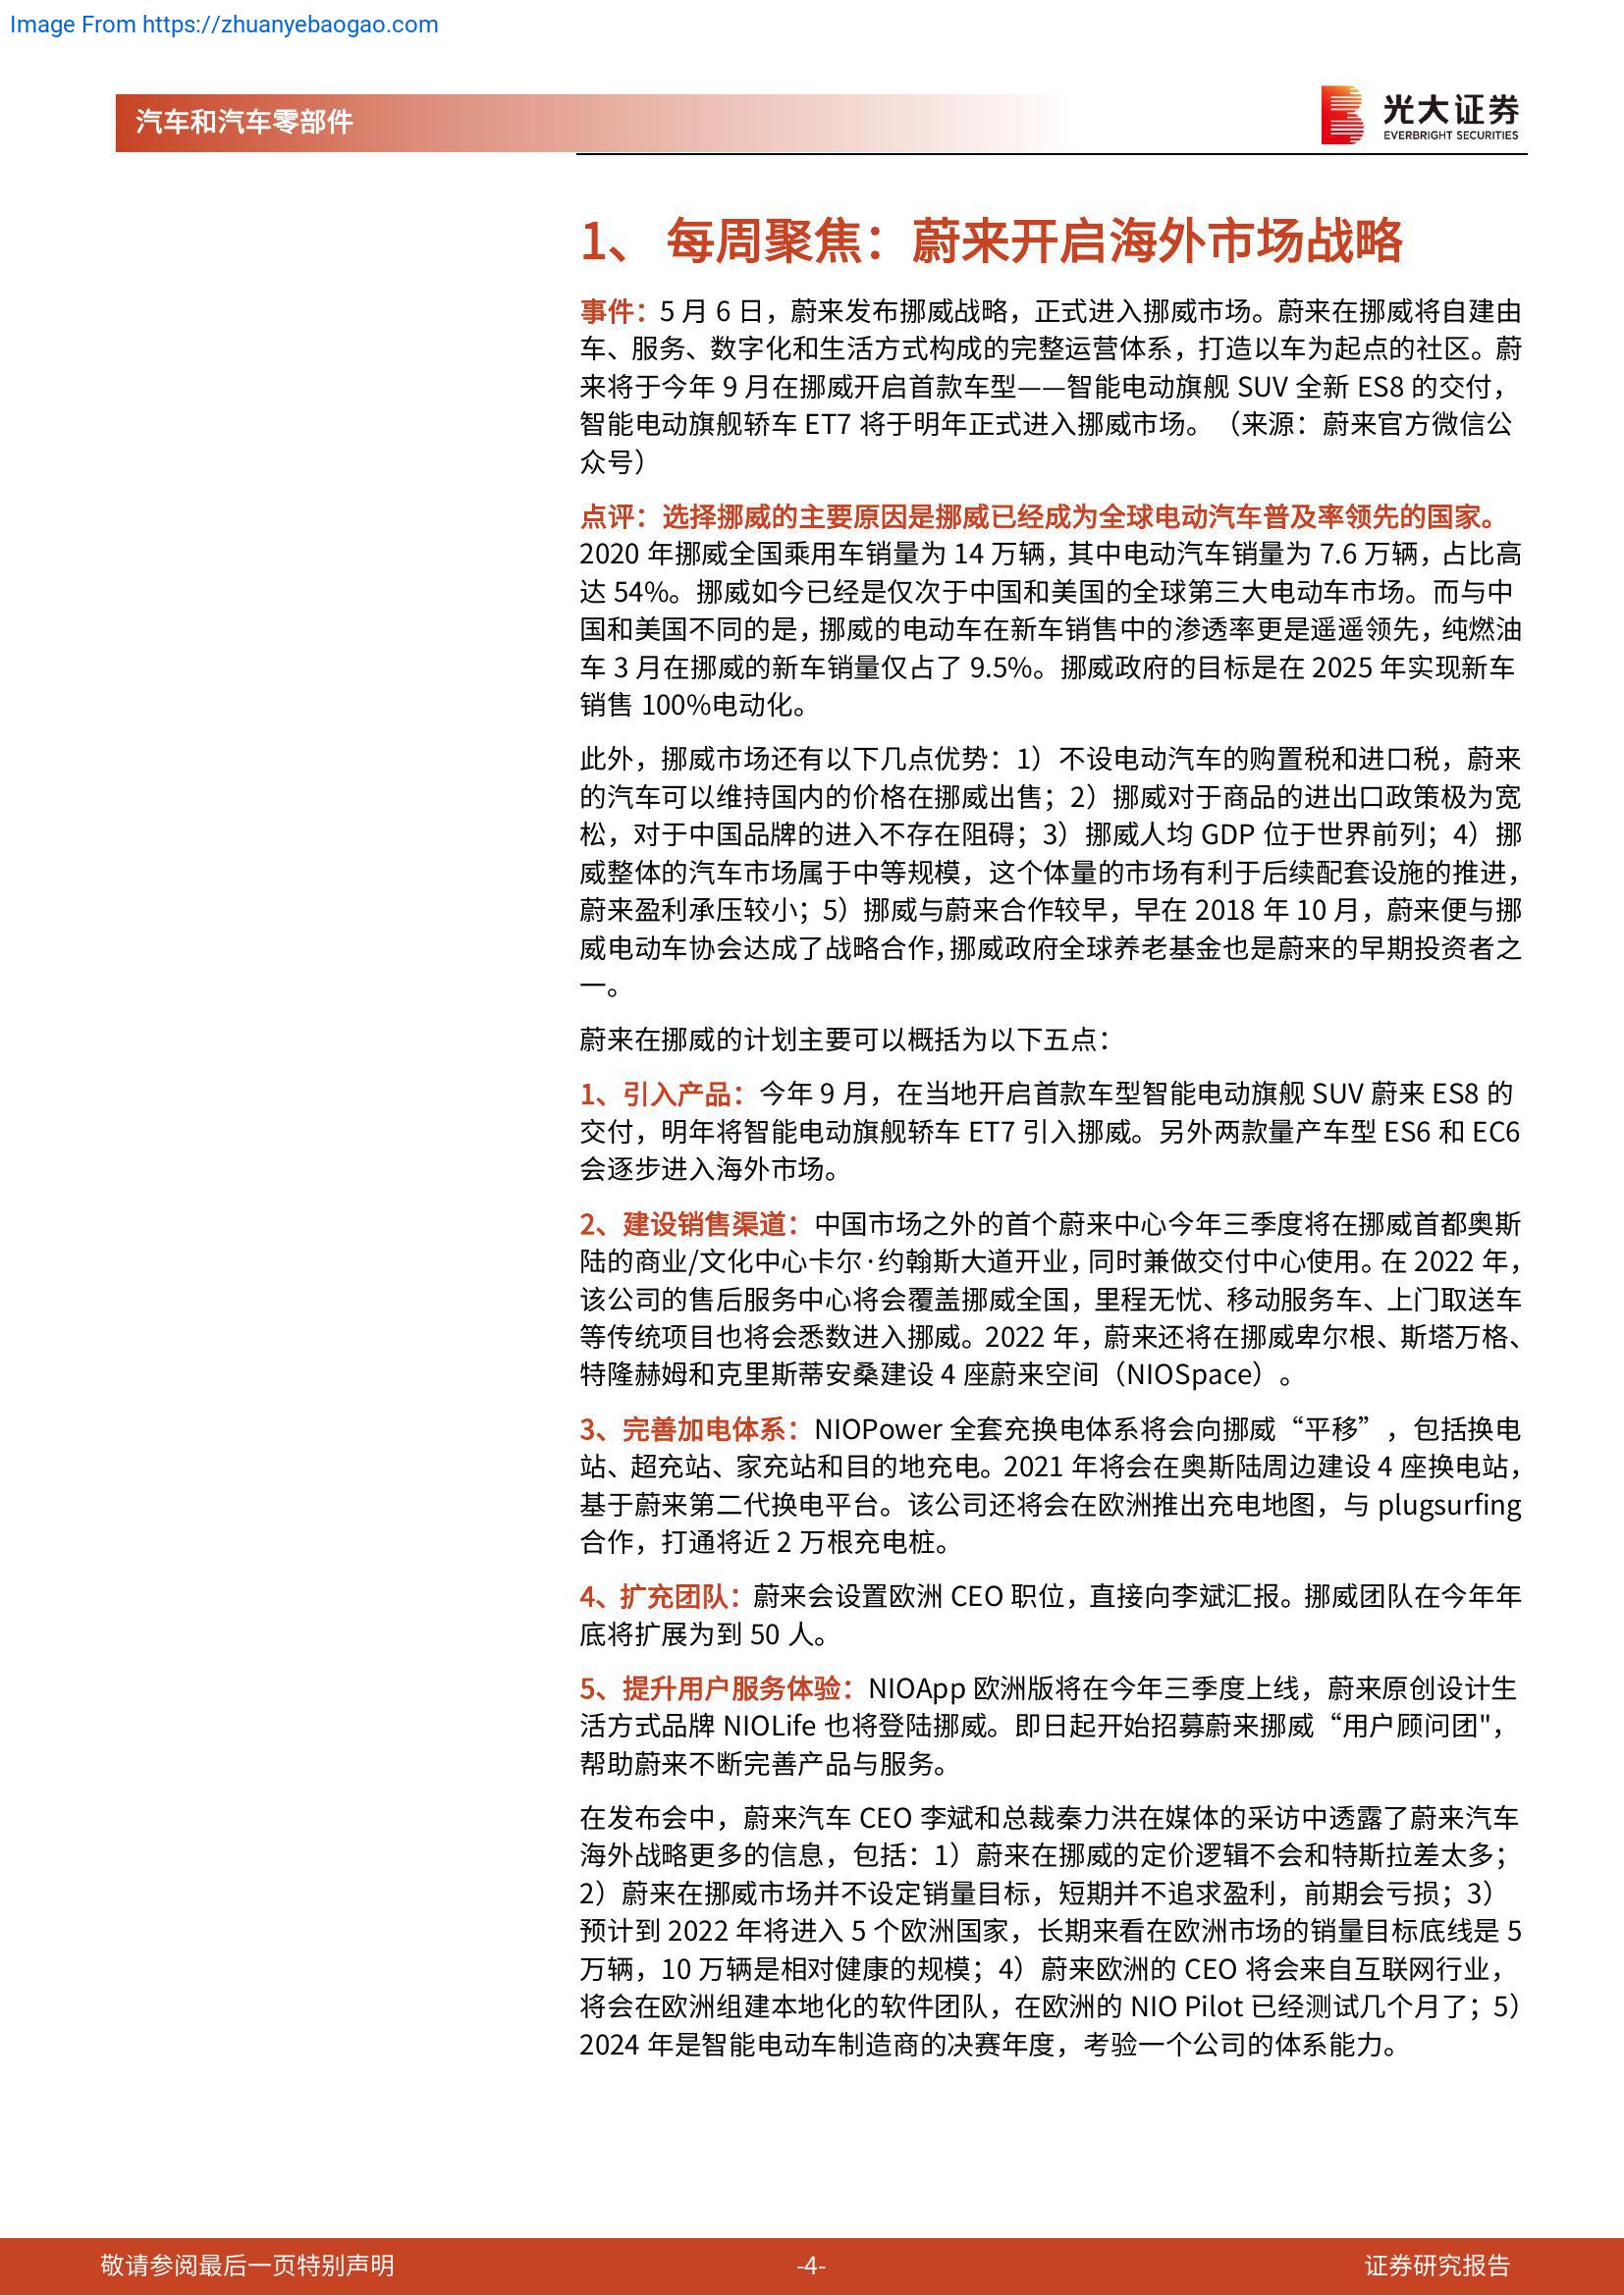 Image From https://zhuanyebaogao.com
汽车和汽车零部件
光大证券
EVERBRIGHT SECURITIES
1、 每周聚焦：蔚来开启海外市场战略
事件：5 月 6 日，蔚来发布挪威战略，正式进入挪威市场。蔚来在挪威将自建由
车、服务、数字化和生活方式构成的完整运营体系，打造以车为起点的社区。蔚
来将于今年 9 月在挪威开启首款车型——智能电动旗舰 SUV 全新 ES8 的交付，
智能电动旗舰轿车 ET7 将于明年正式进入挪威市场。（来源：蔚来官方微信公
众号）
点评：选择挪威的主要原因是挪威已经成为全球电动汽车普及率领先的国家。
2020 年挪威全国乘用车销量为 14 万辆，其中电动汽车销量为 7.6 万辆，占比高
达 54%。挪威如今已经是仅次于中国和美国的全球第三大电动车市场。而与中
国和美国不同的是，挪威的电动车在新车销售中的渗透率更是遥遥领先，纯燃油
车 3 月在挪威的新车销量仅占了 9.5%。挪威政府的目标是在 2025 年实现新车
销售 100%电动化。
此外，挪威市场还有以下几点优势：1）不设电动汽车的购置税和进口税，蔚来
的汽车可以维持国内的价格在挪威出售；2）挪威对于商品的进出口政策极为宽
松，对于中国品牌的进入不存在阻碍；3）挪威人均 GDP 位于世界前列；4）挪
威整体的汽车市场属于中等规模，这个体量的市场有利于后续配套设施的推进，
蔚来盈利承压较小；5）挪威与蔚来合作较早，早在 2018 年 10 月，蔚来便与挪
威电动车协会达成了战略合作，挪威政府全球养老基金也是蔚来的早期投资者之
一。
蔚来在挪威的计划主要可以概括为以下五点：
1、引入产品：今年 9 月，在当地开启首款车型智能电动旗舰 SUV 蔚来 ES8 的
交付，明年将智能电动旗舰轿车 ET7 引入挪威。另外两款量产车型 ES6 和 EC6
会逐步进入海外市场。
2、建设销售渠道：中国市场之外的首个蔚来中心今年三季度将在挪威首都奥斯
陆的商业/文化中心卡尔·约翰斯大道开业，同时兼做交付中心使用。在 2022 年，
该公司的售后服务中心将会覆盖挪威全国，里程无忧、移动服务车、上门取送车
等传统项目也将会悉数进入挪威。2022 年，蔚来还将在挪威卑尔根、斯塔万格、
特隆赫姆和克里斯蒂安桑建设 4 座蔚来空间（NIOSpace）。
3、完善加电体系：NIOPower 全套充换电体系将会向挪威“平移”，包括换电
站、超充站、家充站和目的地充电。2021 年将会在奥斯陆周边建设 4 座换电站，
基于蔚来第二代换电平台。该公司还将会在欧洲推出充电地图，与 plugsurfing
合作，打通将近 2 万根充电桩。
4、扩充团队：蔚来会设置欧洲 CEO 职位，直接向李斌汇报。挪威团队在今年年
底将扩展为到 50 人。
5、提升用户服务体验：NIOApp 欧洲版将在今年三季度上线，蔚来原创设计生
活方式品牌 NIOLife 也将登陆挪威。即日起开始招募蔚来挪威“用户顾问团"，
帮助蔚来不断完善产品与服务。
在发布会中，蔚来汽车 CEO 李斌和总裁秦力洪在媒体的采访中透露了蔚来汽车
海外战略更多的信息，包括：1）蔚来在挪威的定价逻辑不会和特斯拉差太多；
2）蔚来在挪威市场并不设定销量目标，短期并不追求盈利，前期会亏损；3）
预计到 2022 年将进入 5 个欧洲国家，长期来看在欧洲市场的销量目标底线是 5
万辆，10 万辆是相对健康的规模；4）蔚来欧洲的 CEO 将会来自互联网行业，
将会在欧洲组建本地化的软件团队，在欧洲的 NIO Pilot 已经测试几个月了；5）
2024 年是智能电动车制造商的决赛年度，考验一个公司的体系能力。
敬请参阅最后一页特别声明
-4-
证券研究报告